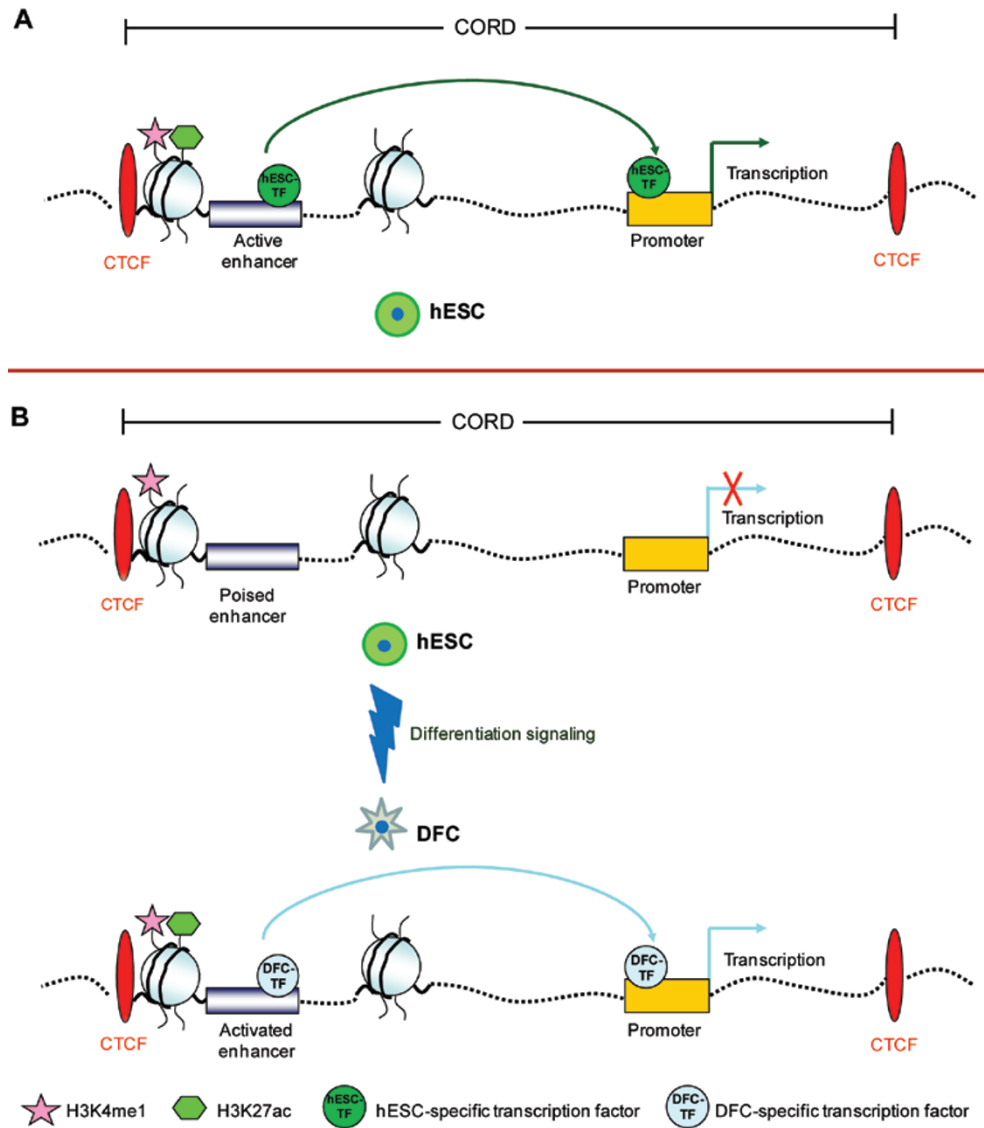 A
CORD
hESC-
TF
hESC-
TF
Transcription
Active
enhancer
Promoter
CTCF
CTCF
hESC
B
CORD
Transcription
Poised
enhancer
Promoter
CTCF
CTCF
hESC
Differentiation signaling
DFC
DFC-
TF
DFC-
TF
Transcription
Activated
enhancer
Promoter
CTCF
CTCF
H3K4me1
H3K27ac
hESC-
TF
hESC-specific transcription factor
DFC-
TF
DFC-specific transcription factor